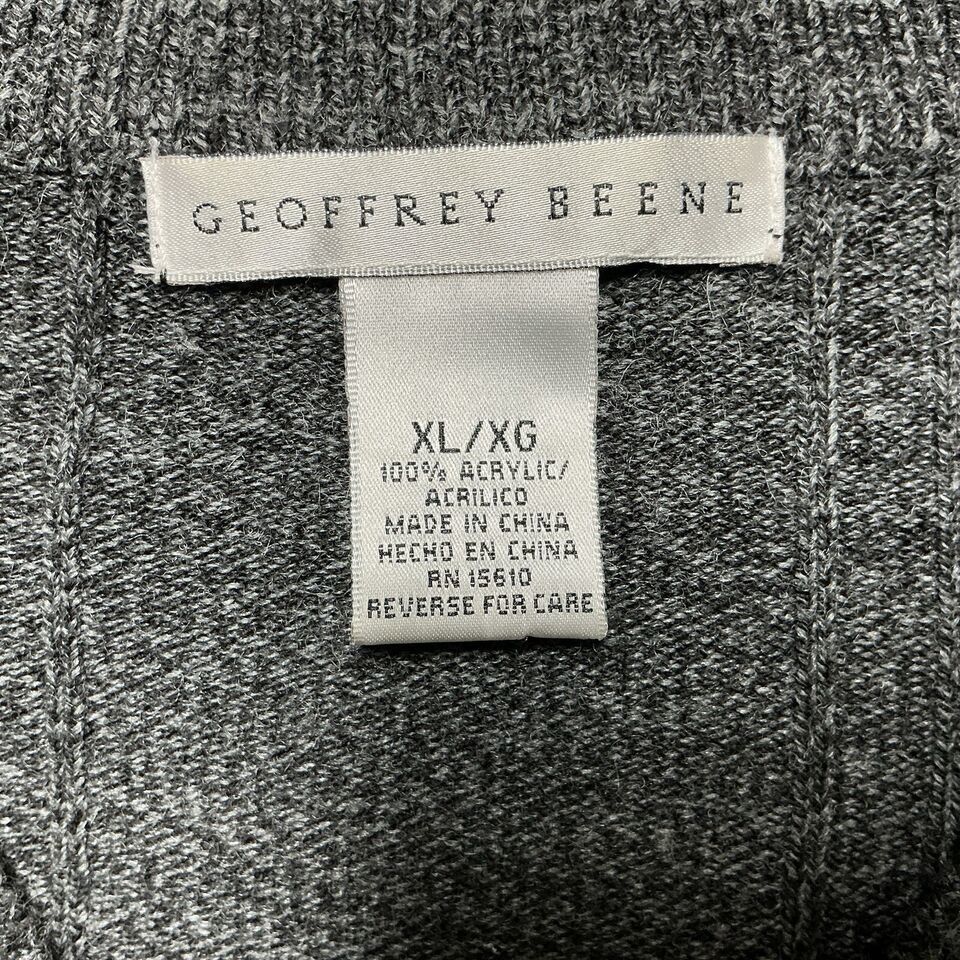 GEOFFREY BEENE
XL/XG
100% ACRYLIC/
ACRILICO
MADE IN CHINA
HECHO EN CHINA
RN 15610
REVERSE FOR CARE